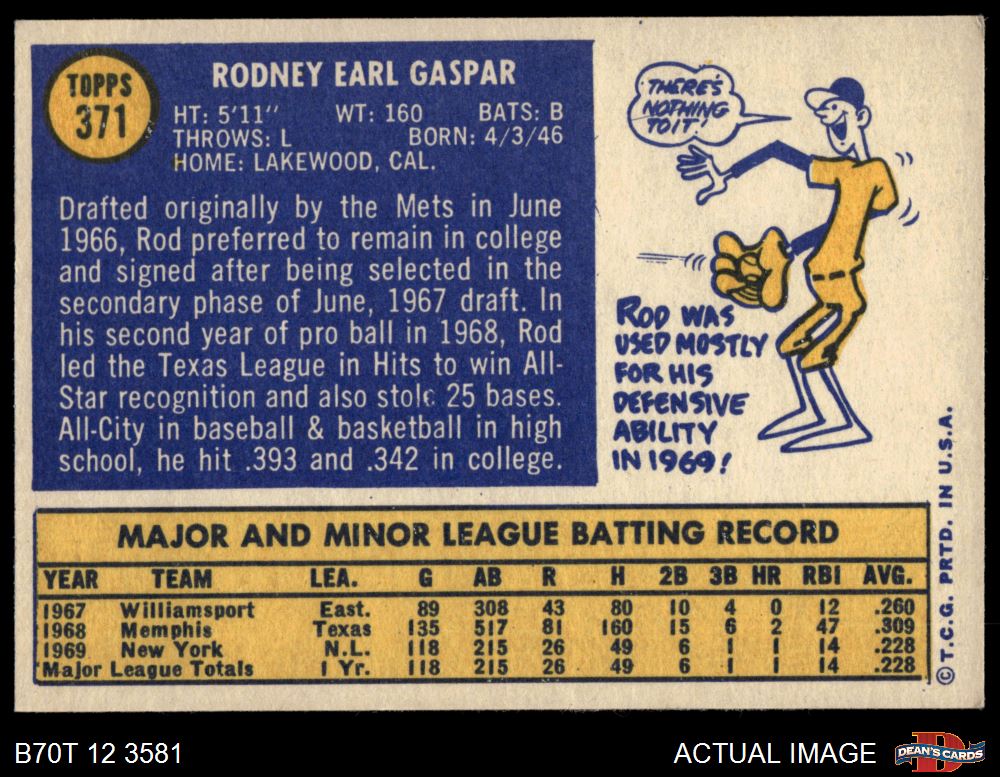 TOPPS
371
RODNEY EARL GASPAR
HT: 5'11" WT: 160 BATS: B
THROWS: L BORN: 4/3/46
HOME: LAKEWOOD, CAL.
Drafted originally by the Mets in June
1966, Rod preferred to remain in college
and signed after being selected in the
secondary phase of June, 1967 draft. In
his second year of pro ball in 1968, Rod
led the Texas League in Hits to win All-
Star recognition and also stole 25 bases.
All-City in baseball & basketball in high
school, he hit .393 and .342 in college.
THERE'S
NOTHING
TO IT!
ROD WAS
USED MOSTLY
FOR HIS
DEFENSIVE
ABILITY
IN 1969!
MAJOR AND MINOR LEAGUE BATTING RECORD
YEAR TEAM LEA. G AB R H 2B 3B HR RBI AVG.
1967 Williamsport East. 89 308 43 80 10 4 0 12 .260
1968 Memphis Texas 135 517 81 160 15 6 2 47 .309
1969 New York N.L. 118 215 26 49 6 1 1 14 .228
Major League Totals 1 Yr. 118 215 26 49 6 1 1 14 .228
©T.C.G. PRTD. IN U.S.A.
B70T 12 3581
ACTUAL IMAGE
DEAN'S CARDS